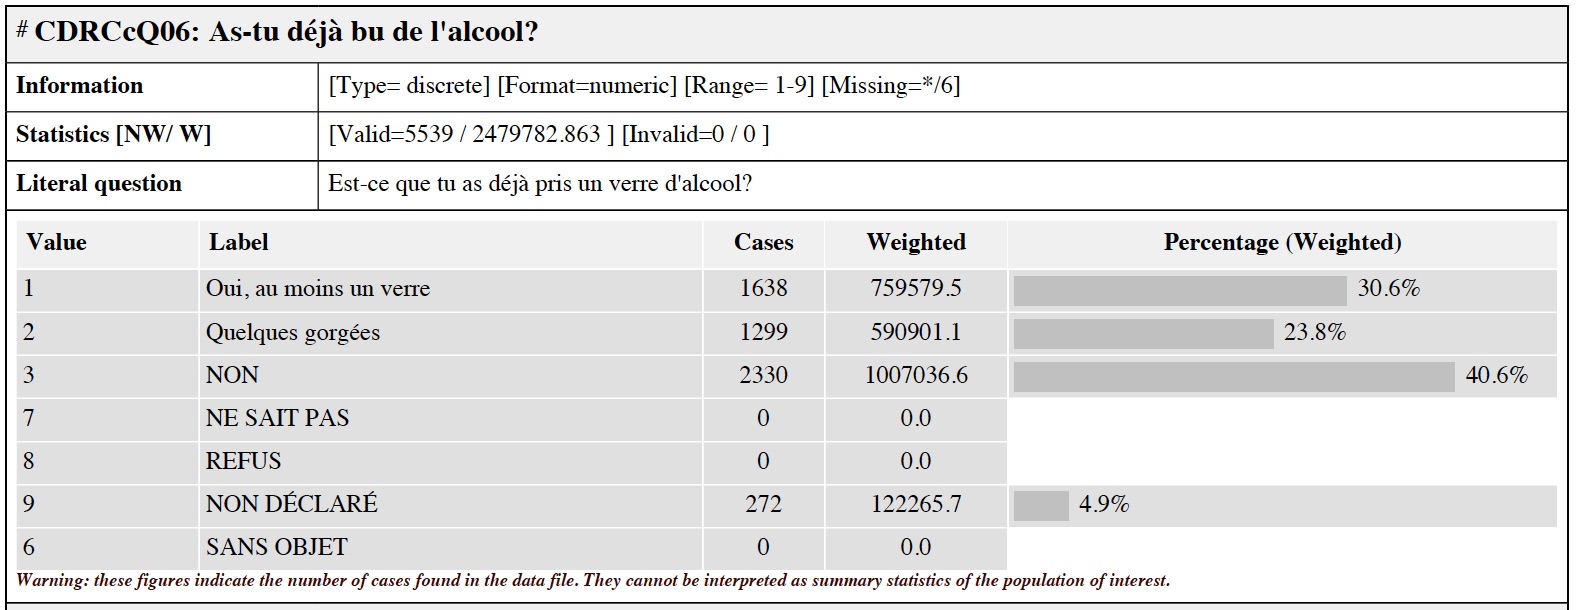 # CDRCcQ06: As-tu déjà bu de l'alcool?
Information [Type= discrete] [Format=numeric] [Range= 1-9] [Missing=*/6]
Statistics [NW/ W] [Valid=5539 / 2479782.863 ] [Invalid=0 / 0 ]
Literal question Est-ce que tu as déjà pris un verre d'alcool?
Value Label Cases Weighted Percentage (Weighted)
1 Oui, au moins un verre 1638 759579.5 30.6%
2 Quelques gorgées 1299 590901.1 23.8%
3 NON 2330 1007036.6 40.6%
7 NE SAIT PAS 0 0.0
8 REFUS 0 0.0
9 NON DÉCLARÉ 272 122265.7 4.9%
6 SANS OBJET 0 0.0
Warning: these figures indicate the number of cases found in the data file. They cannot be interpreted as summary statistics of the population of interest.